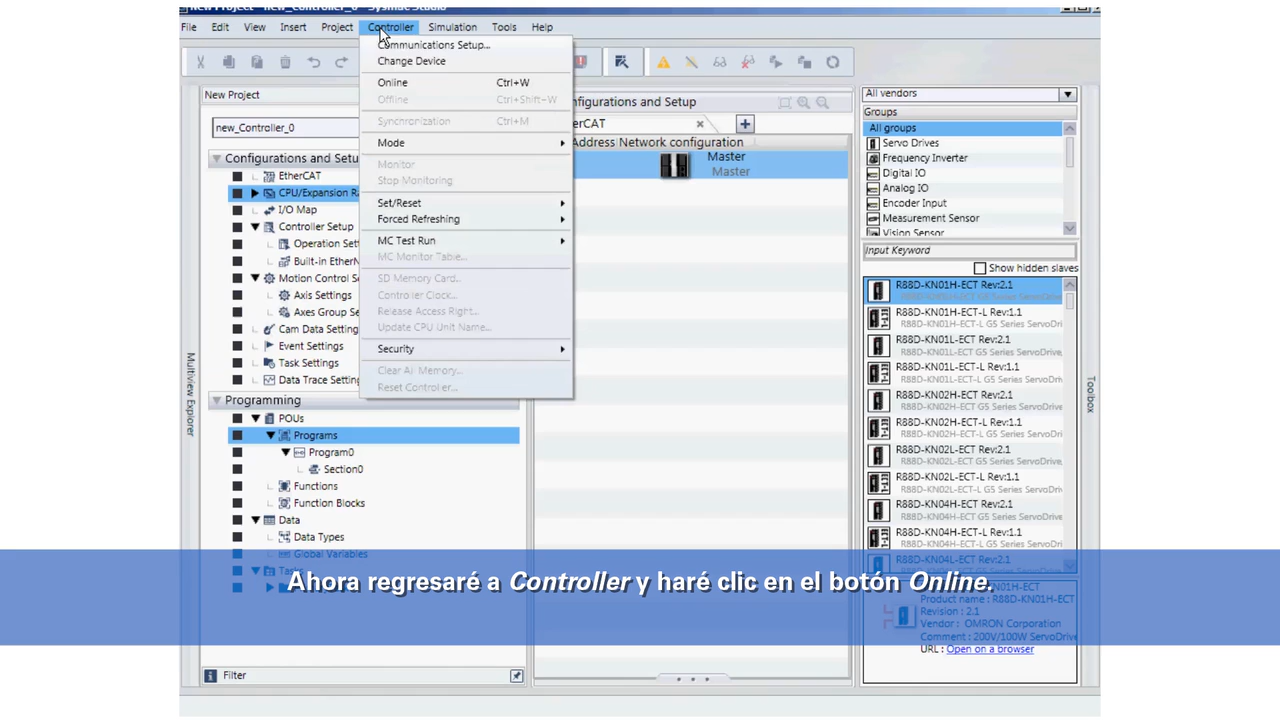 File Edit View Insert Project Controller Simulation Tools Help
Communications Setup...
Change Device
Online Ctrl+W
Offline Ctrl+Shift-W
Synchronization Ctrl+M
Mode
Monitor
Stop Monitoring
Set/Reset
Forced Refreshing
MC Test Run
MC Monitor Table...
SD Memory Card...
Controller Clock...
Release Access Right...
Update CPU Unit Name...
Security
Clear All Memory...
Reset Controller...
New Project
new_Controller_0
Configurations and Setu
EtherCAT
CPU/Expansion Ra
I/O Map
Controller Setup
Operation Sett
Built-in EtherN
Motion Control Se
Axis Settings
Axes Group Se
Cam Data Setting
Event Settings
Task Settings
Data Trace Setting
Programming
POUs
Programs
Program0
Section0
Functions
Function Blocks
Data
Data Types
Global Variables
Filter
Multiview Explorer
nfigurations and Setup
erCAT
Address Network configuration
Master
Master
All vendors
Groups
All groups
Servo Drives
Frequency Inverter
Digital IO
Analog IO
Encoder Input
Measurement Sensor
Vision Sensor
Input Keyword
Show hidden slaves
R88D-KN01H-ECT Rev:2.1
R88D-KN01H-ECT G5 Series ServoDrive
R88D-KN01H-ECT-L Rev:1.1
R88D-KN01H-ECT-L G5 Series ServoDri
R88D-KN01L-ECT Rev:2.1
R88D-KN01L-ECT G5 Series ServoDrive,
R88D-KN01L-ECT-L Rev:1.1
R88D-KN01L-ECT-L G5 Series ServoDri
R88D-KN02H-ECT Rev:2.1
R88D-KN02H-ECT G5 Series ServoDrive
R88D-KN02H-ECT-L Rev:1.1
R88D-KN02H-ECT-L G5 Series ServoDri
R88D-KN02L-ECT Rev:2.1
R88D-KN02L-ECT G5 Series ServoDrive,
R88D-KN02L-ECT-L Rev:1.1
R88D-KN02L-ECT-L G5 Series ServoDri
R88D-KN04H-ECT Rev:2.1
R88D-KN04H-ECT G5 Series ServoDrive
R88D-KN04H-ECT-L Rev:1.1
R88D-KN04H-ECT-L G5 Series ServoDri
R88D-KN04L-ECT Rev:2.1
Product name : R88D-KN01H-ECT
Revision : 2.1
Vendor : OMRON Corporation
Comment : 200V/100W ServoDrive
URL : Open on a browser
Toolbox
Ahora regresaré a Controller y haré clic en el botón Online.